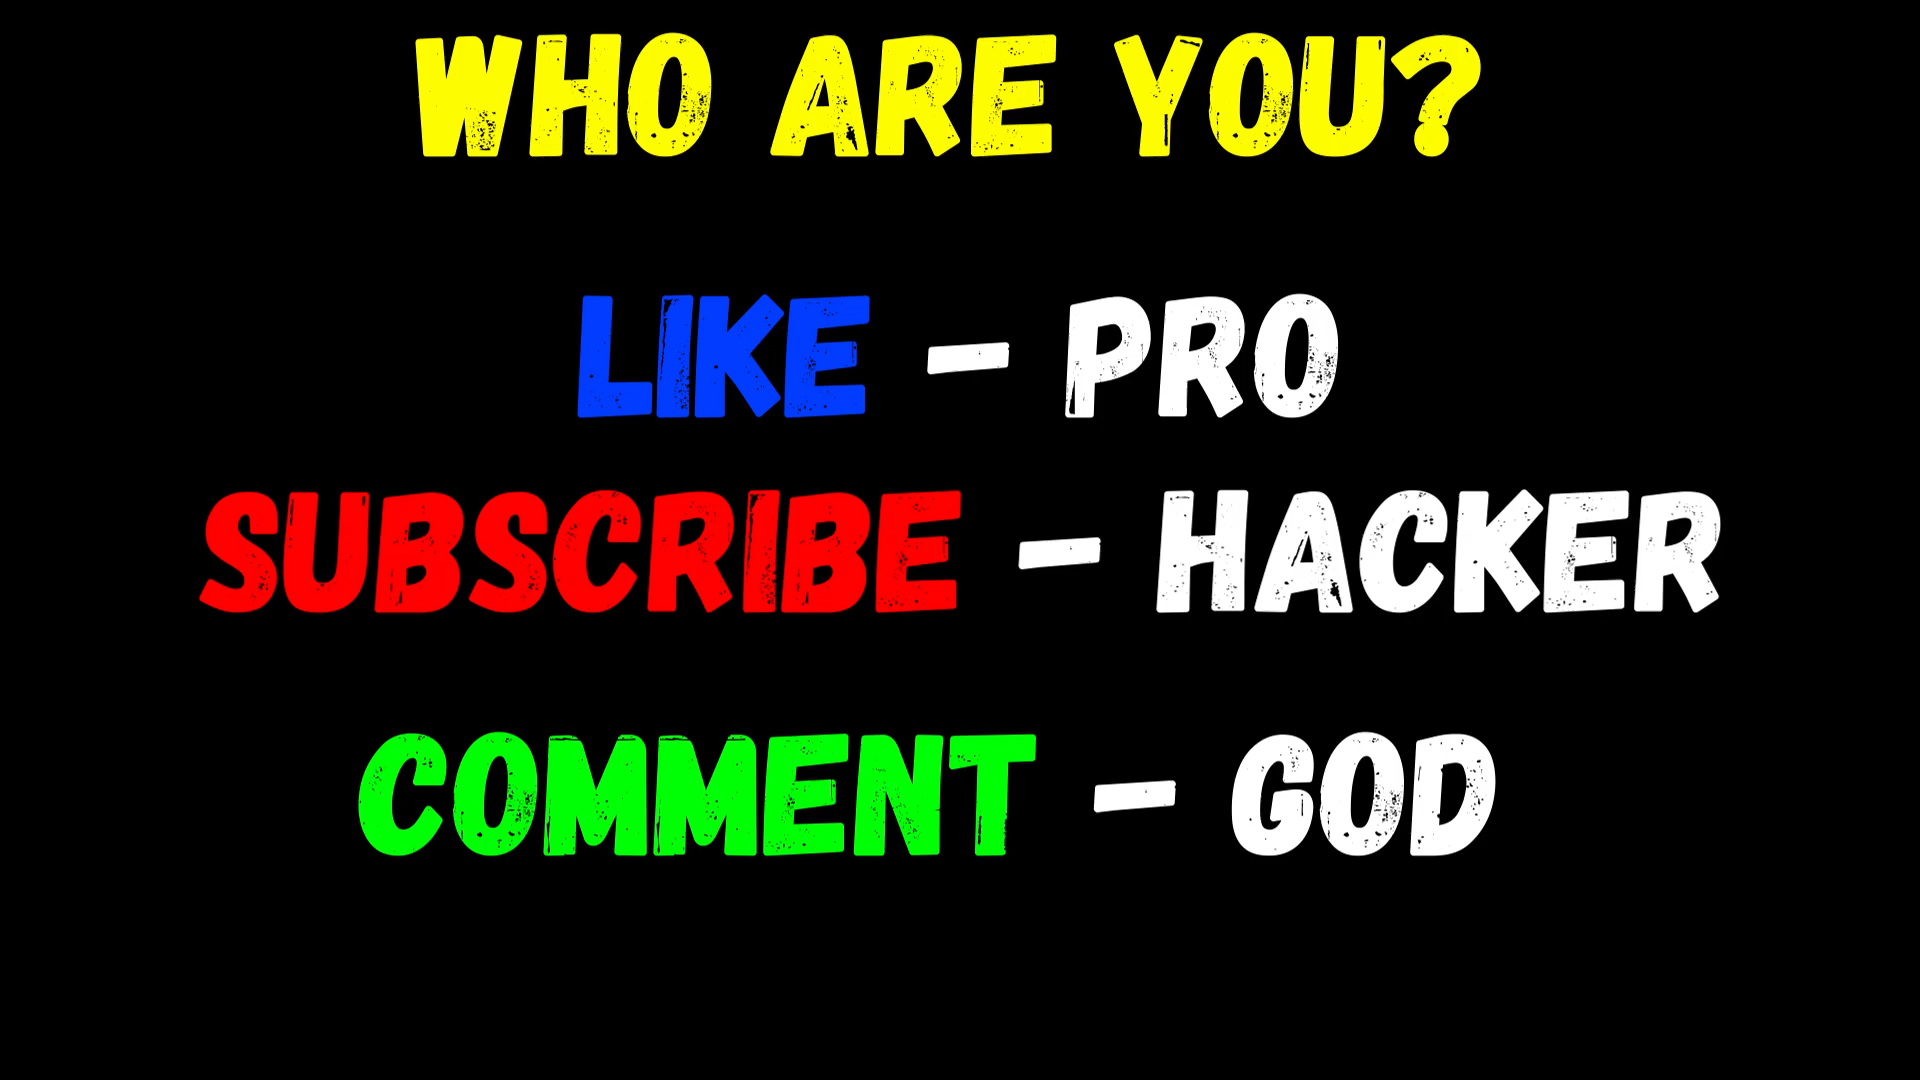 WHO ARE YOU?
LIKE - PRO
SUBSCRIBE - HACKER
COMMENT - GOD